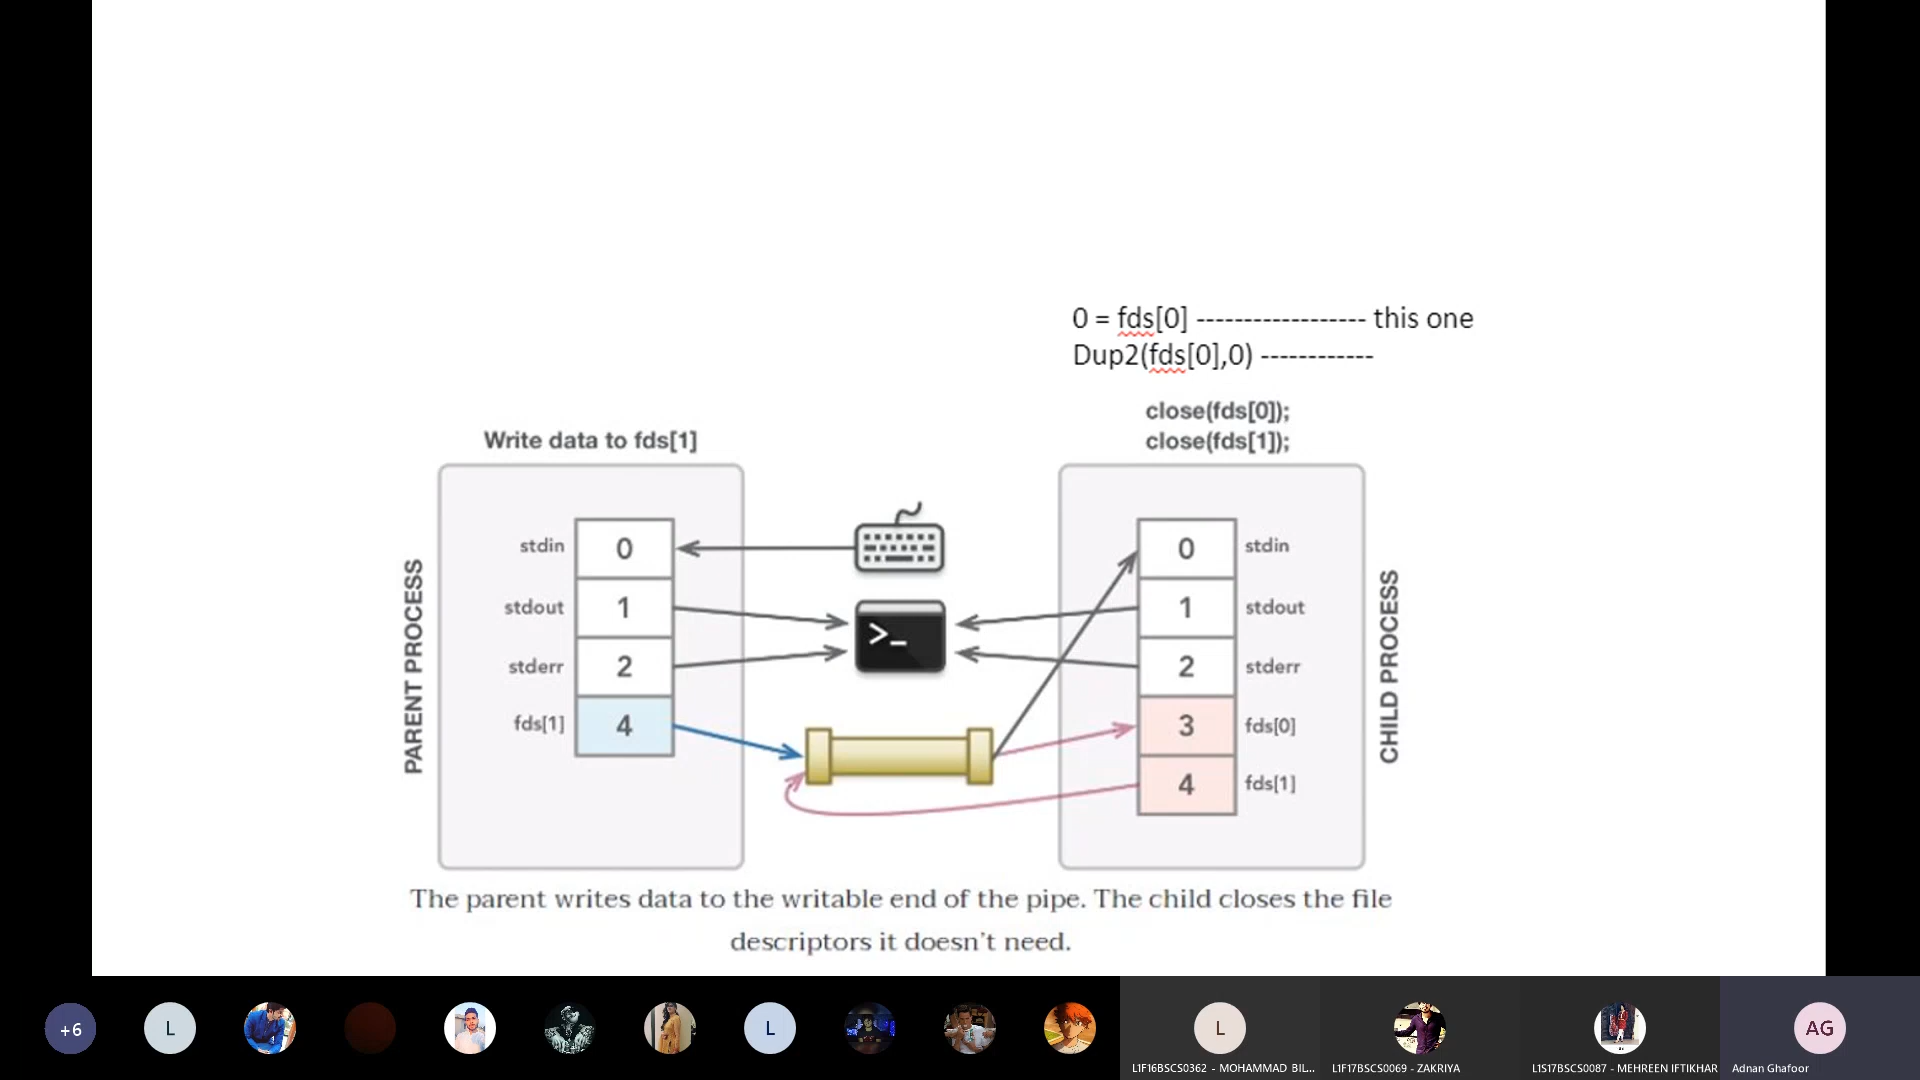 0 = fds[0] ------------------ this one
Dup2(fds[0],0) ------------
close(fds[0]);
close(fds[1]);
Write data to fds[1]
PARENT PROCESS
stdin 0
stdout 1
stderr 2
fds[1] 4
>_
0 stdin
1 stdout
2 stderr
3 fds[0]
4 fds[1]
CHILD PROCESS
The parent writes data to the writable end of the pipe. The child closes the file
descriptors it doesn't need.
+6
L
L
L
AG
L1F16BSCS0362 - MOHAMMAD BIL...
L1F17BSCS0069 - ZAKRIYA
L1S17BSCS0087 - MEHREEN IFTIKHAR
Adnan Ghafoor